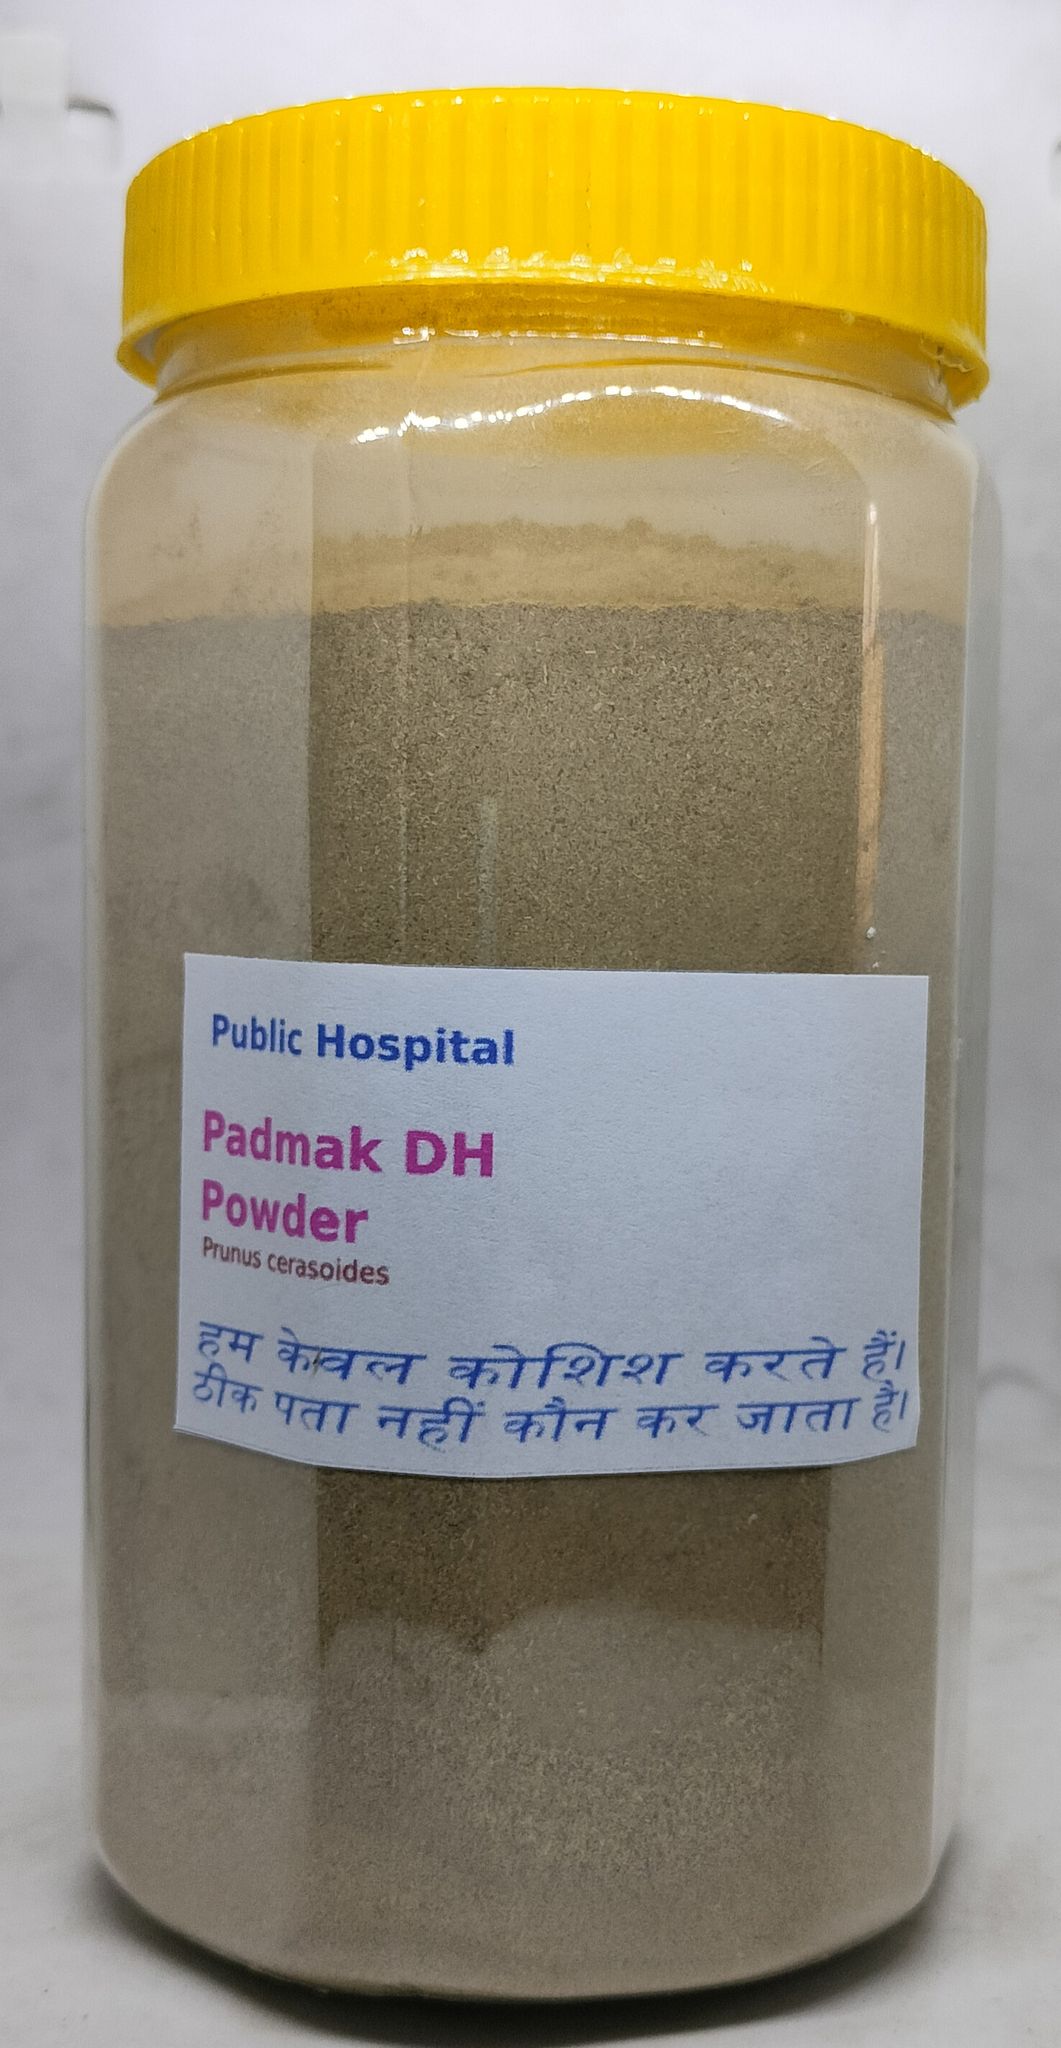 Public Hospital
Padmak DH
Powder
Prunus cerasoides
हम केवल कोशिश करते हैं।
ठीक पता नहीं कौन कर जाता है।